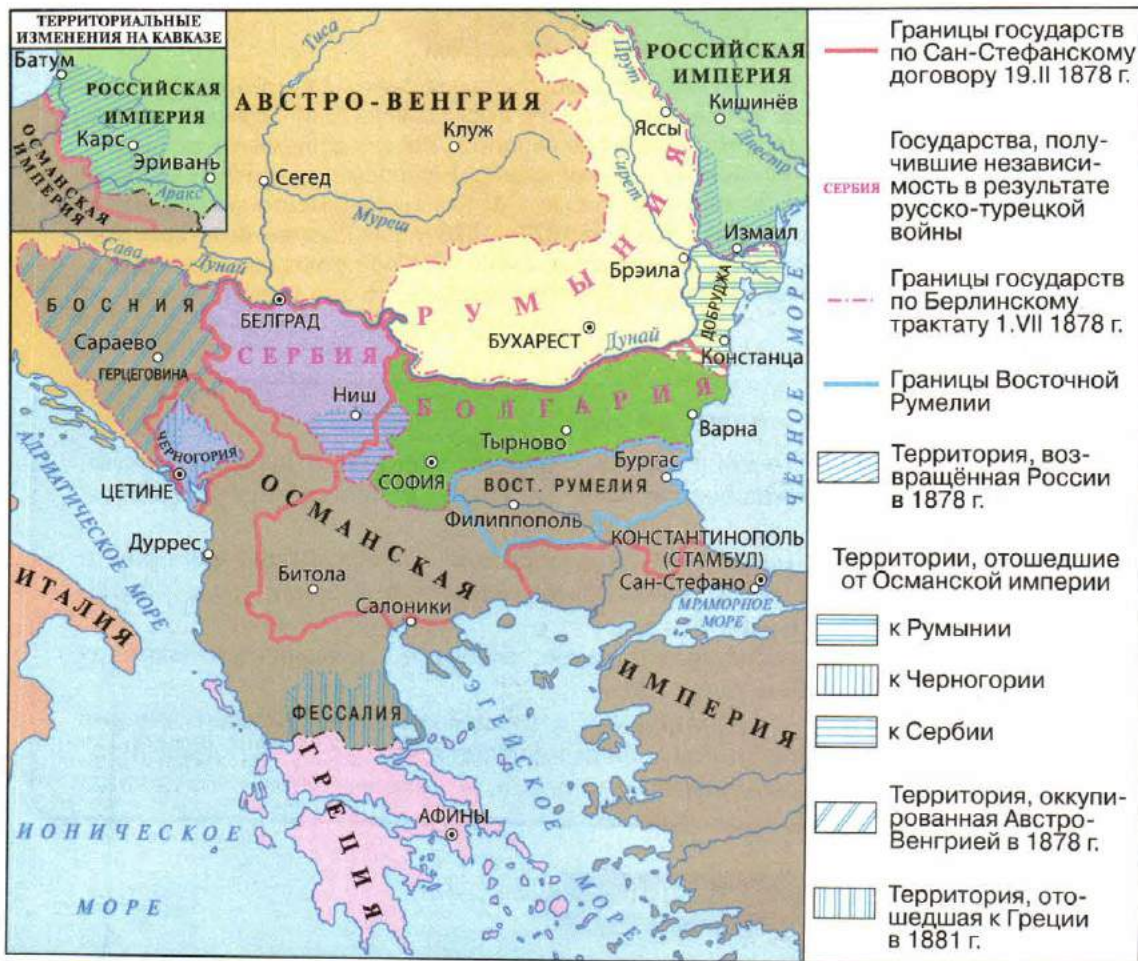 ТЕРРИТОРИАЛЬНЫЕ
ИЗМЕНЕНИЯ НА КАВКАЗЕ
Батум
РОССИЙСКАЯ
ИМПЕРИЯ
Карс
Эривань
Аракс
ОСМАНСКАЯ
ИМПЕРИЯ
Тиса
АВСТРО-ВЕНГРИЯ
Клуж
Сегед
Муреш
Прут
РОССИЙСКАЯ
ИМПЕРИЯ
Кишинёв
Яссы
Днестр
Сирет
Измаил
Брэила
ДОБРУДЖА
РУМЫНИЯ
БУХАРЕСТ
Дунай
Констанца
Сава
Дунай
БОСНИЯ
Сараево
ГЕРЦЕГОВИНА
БЕЛГРАД
СЕРБИЯ
Ниш
БОЛГАРИЯ
Тырново
Варна
СОФИЯ
Бургас
ВОСТ. РУМЕЛИЯ
Филиппополь
ЧЕРНОГОРИЯ
ЦЕТИНЕ
ЧЕРНОЕ МОРЕ
АДРИАТИЧЕСКОЕ МОРЕ
ОСМАНСКАЯ
ИМПЕРИЯ
КОНСТАНТИНОПОЛЬ
(СТАМБУЛ)
Сан-Стефано
МРАМОРНОЕ
МОРЕ
Дуррес
Битола
Салоники
ИТАЛИЯ
ФЕССАЛИЯ
ГРЕЦИЯ
АФИНЫ
ЭГЕЙСКОЕ
МОРЕ
ИОНИЧЕСКОЕ
МОРЕ
Границы государств
по Сан-Стефанскому
договору 19.II 1878 г.
СЕРБИЯ
Государства, полу-
чившие независи-
мость в результате
русско-турецкой
войны
Границы государств
по Берлинскому
трактату 1.VII 1878 г.
Границы Восточной
Румелии
Территория, воз-
вращённая России
в 1878 г.
Территории, отошедшие
от Османской империи
к Румынии
к Черногории
к Сербии
Территория, оккупи-
рованная Австро-
Венгрией в 1878 г.
Территория, ото-
шедшая к Греции
в 1881 г.